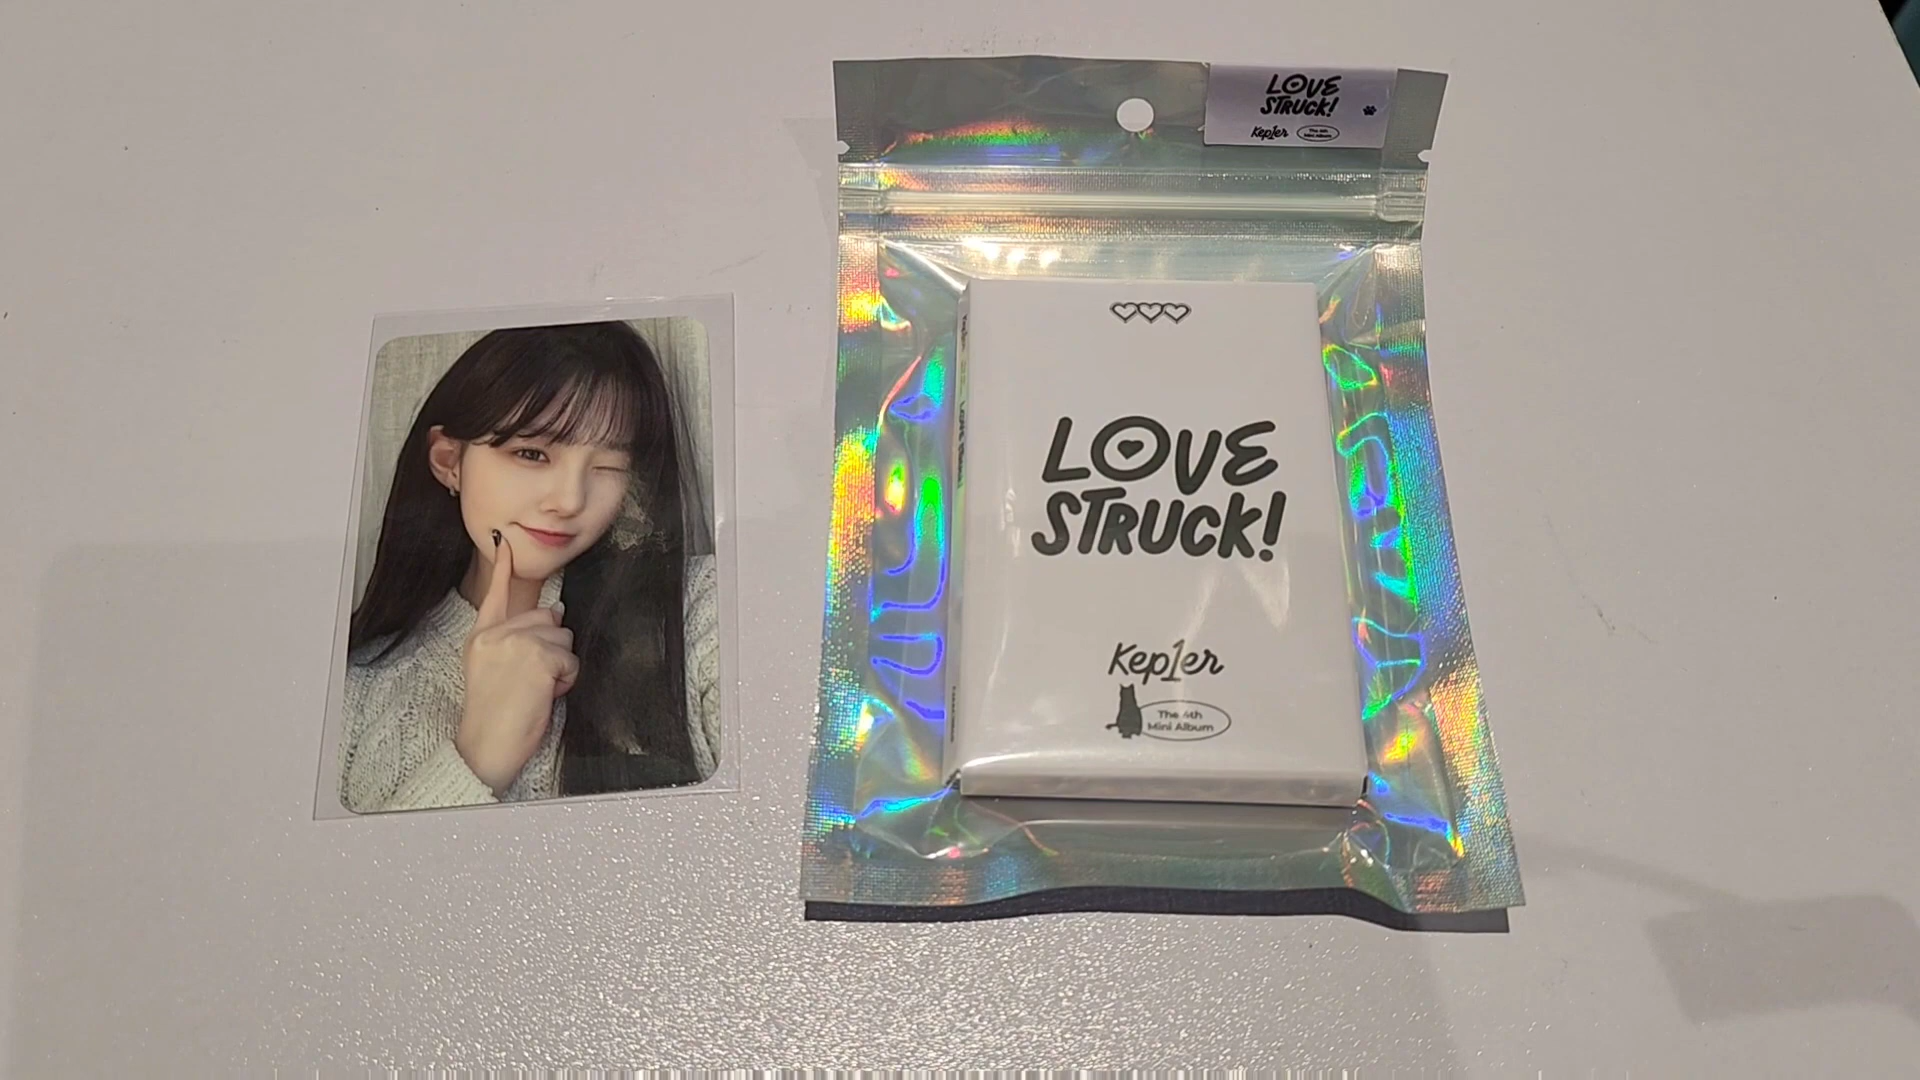 LOVE
STRUCK!
Kep1er
The 4th
Mini Album
LOVE
STRUCK!
Kep1er
The 4th
Mini Album